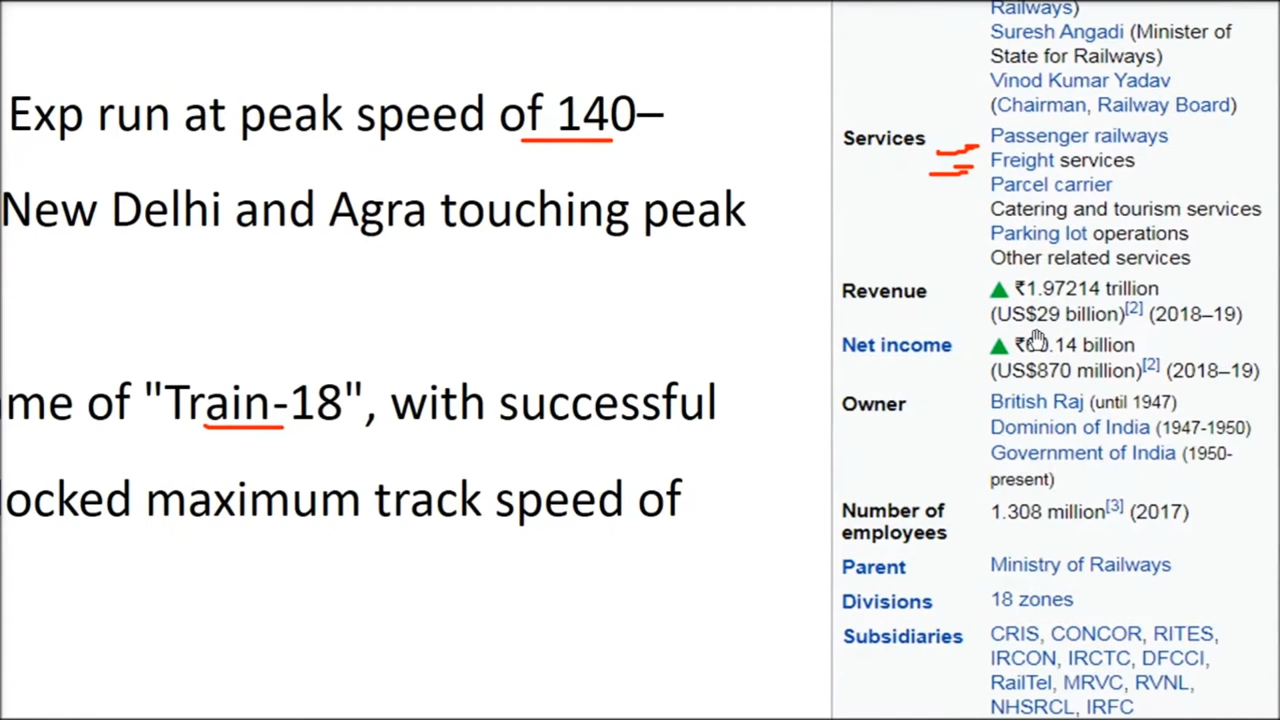 Exp run at peak speed of 140–
New Delhi and Agra touching peak
me of "Train-18", with successful
locked maximum track speed of
Railways)
Suresh Angadi (Minister of
State for Railways)
Vinod Kumar Yadav
(Chairman, Railway Board)
Services Passenger railways
Freight services
Parcel carrier
Catering and tourism services
Parking lot operations
Other related services
Revenue ▲ ₹1.97214 trillion
(US$29 billion)[2] (2018–19)
Net income ▲ .14 billion
(US$870 million)[2] (2018–19)
Owner British Raj (until 1947)
Dominion of India (1947-1950)
Government of India (1950-
present)
Number of employees 1.308 million[3] (2017)
Parent Ministry of Railways
Divisions 18 zones
Subsidiaries CRIS, CONCOR, RITES,
IRCON, IRCTC, DFCCI,
RailTel, MRVC, RVNL,
NHSRCL, IRFC